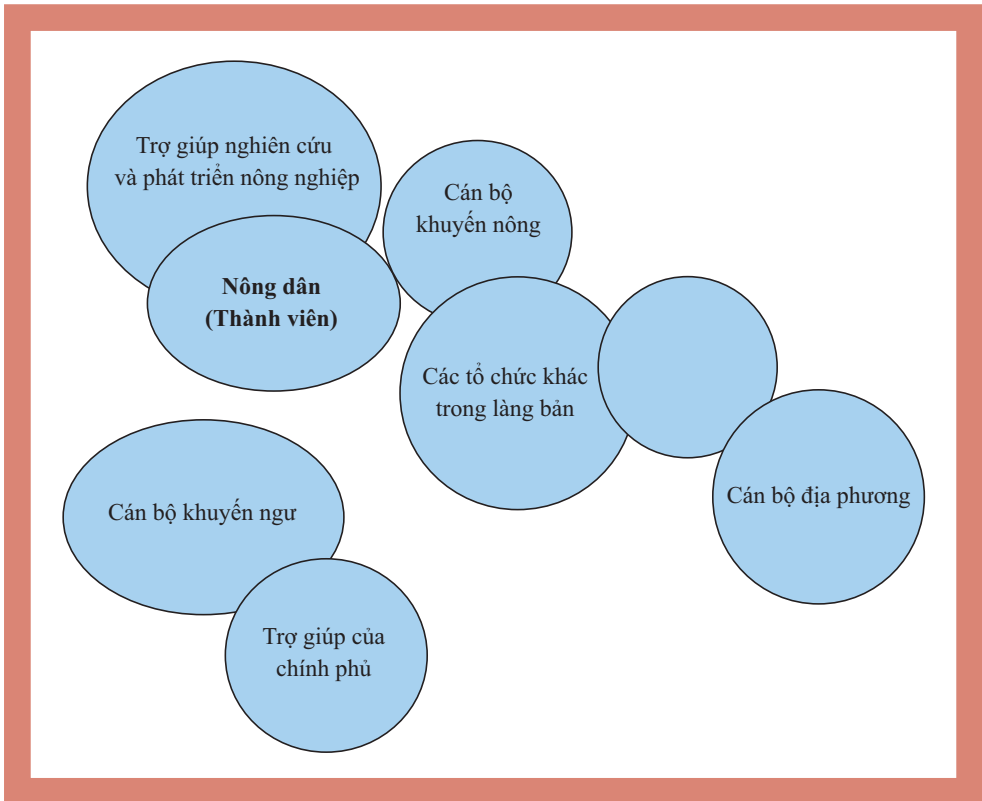 Trợ giúp nghiên cứu
và phát triển nông nghiệp
Cán bộ
khuyến nông
Nông dân
(Thành viên)
Các tổ chức khác
trong làng bản
Cán bộ địa phương
Cán bộ khuyến ngư
Trợ giúp của
chính phủ